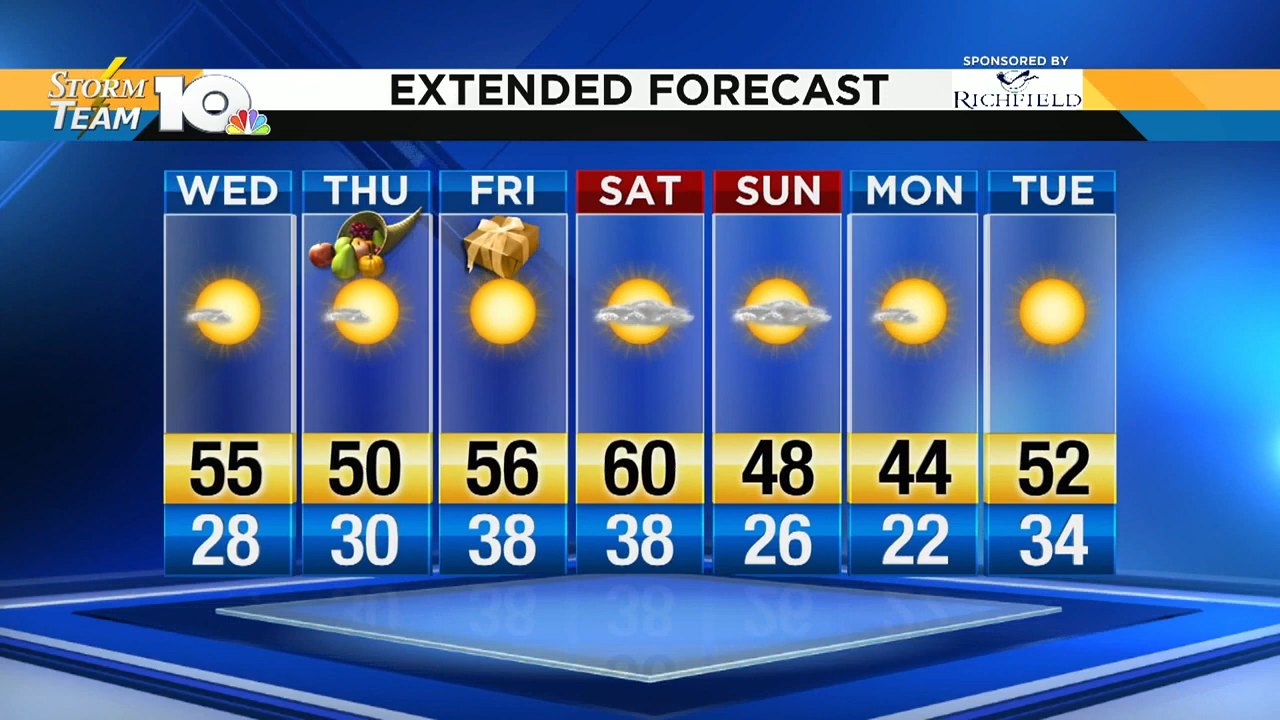 SPONSORED BY
STORM
TEAM
10
EXTENDED FORECAST
RICHFIELD
WED THU FRI SAT SUN MON TUE
55 50 56 60 48 44 52
28 30 38 38 26 22 34